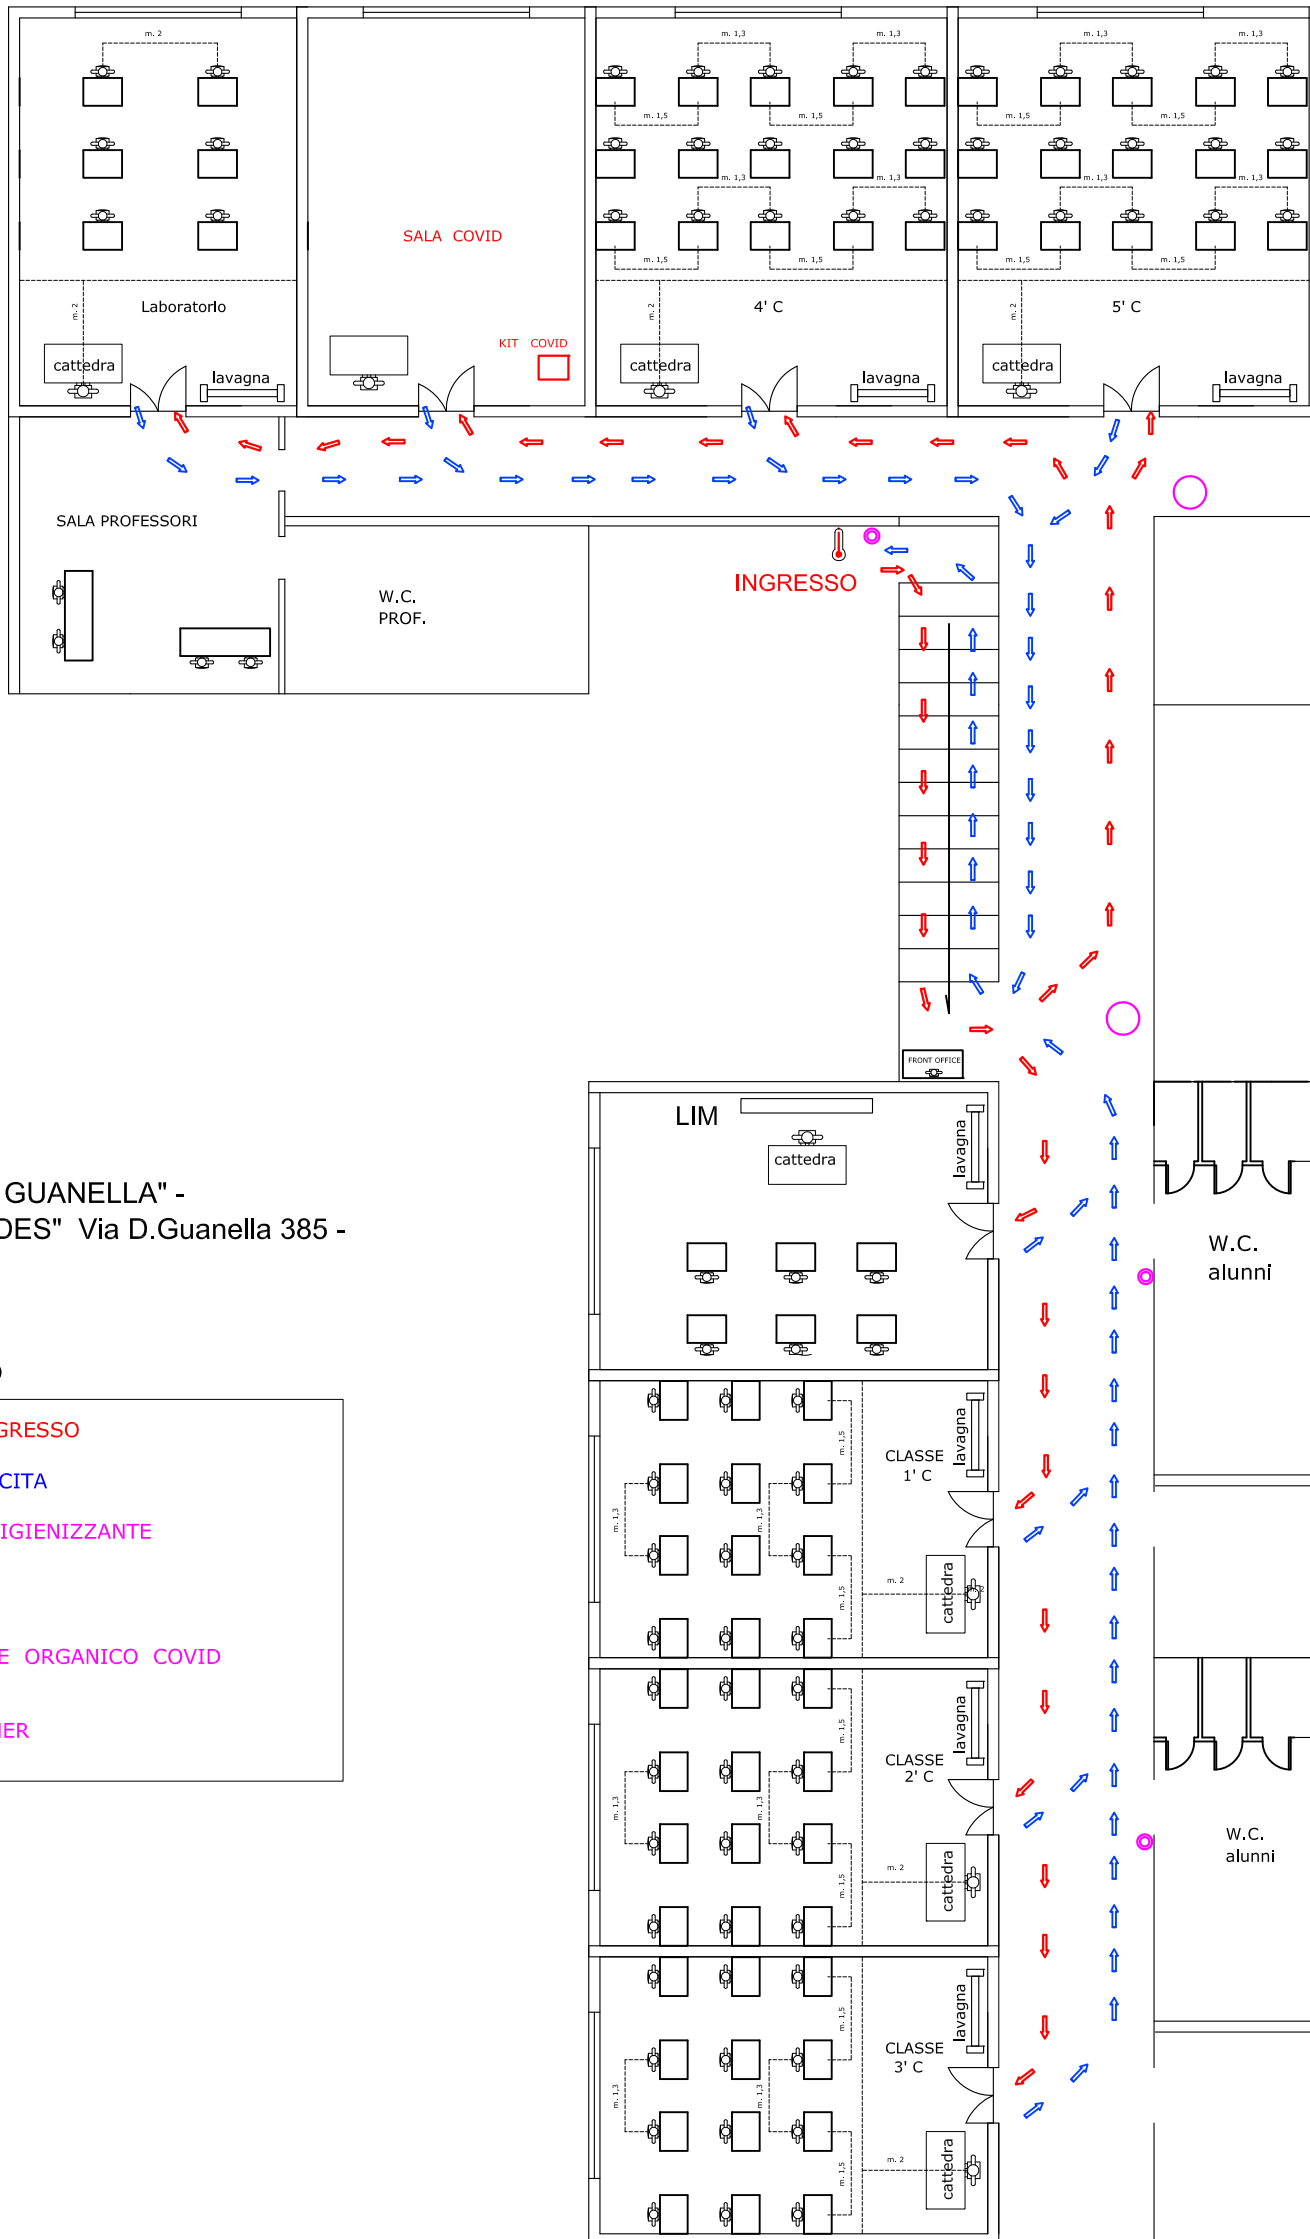 m. 2
m. 1,3
m. 1,3
m. 1,3
m. 1,3
m. 1,5
m. 1,5
m. 1,5
m. 1,5
m. 1,3
m. 1,3
m. 1,3
m. 1,3
SALA COVID
m. 1,5
m. 1,5
m. 1,5
m. 1,5
m. 2
Laboratorio
m. 2
4' C
m. 2
5' C
KIT COVID
cattedra
lavagna
cattedra
lavagna
cattedra
lavagna
SALA PROFESSORI
INGRESSO
W.C.
PROF.
FRONT OFFICE
LIM
lavagna
cattedra
GUANELLA" -
DES" Via D.Guanella 385 -
W.C.
alunni
GRESSO
CITA
IGIENIZZANTE
E ORGANICO COVID
NER
m. 1,5
lavagna
CLASSE
1' C
m. 1,3
m. 1,3
m. 1,5
m. 2
cattedra
m. 2
m. 1,5
lavagna
CLASSE
2' C
m. 1,3
m. 1,3
m. 1,5
m. 2
cattedra
W.C.
alunni
m. 1,5
lavagna
CLASSE
3' C
m. 1,3
m. 1,3
m. 1,5
m. 2
cattedra